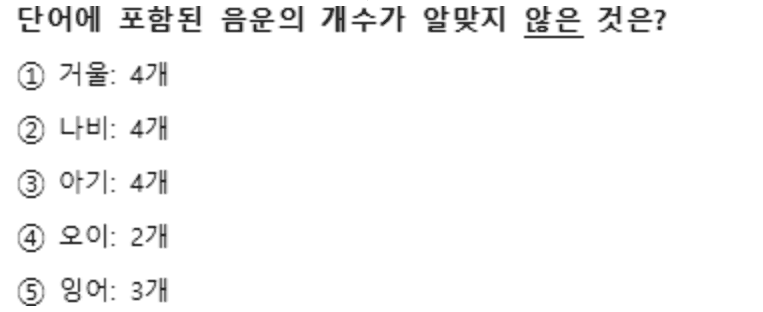 단어에 포함된 음운의 개수가 알맞지 않은 것은?
① 거울: 4개
② 나비: 4개
③ 아기: 4개
④ 오이: 2개
⑤ 잉어: 3개